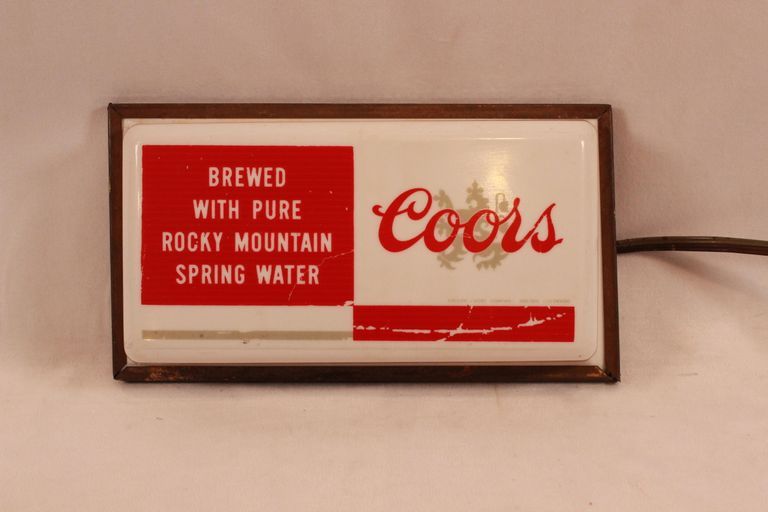 BREWED
WITH PURE
ROCKY MOUNTAIN
SPRING WATER
Coors